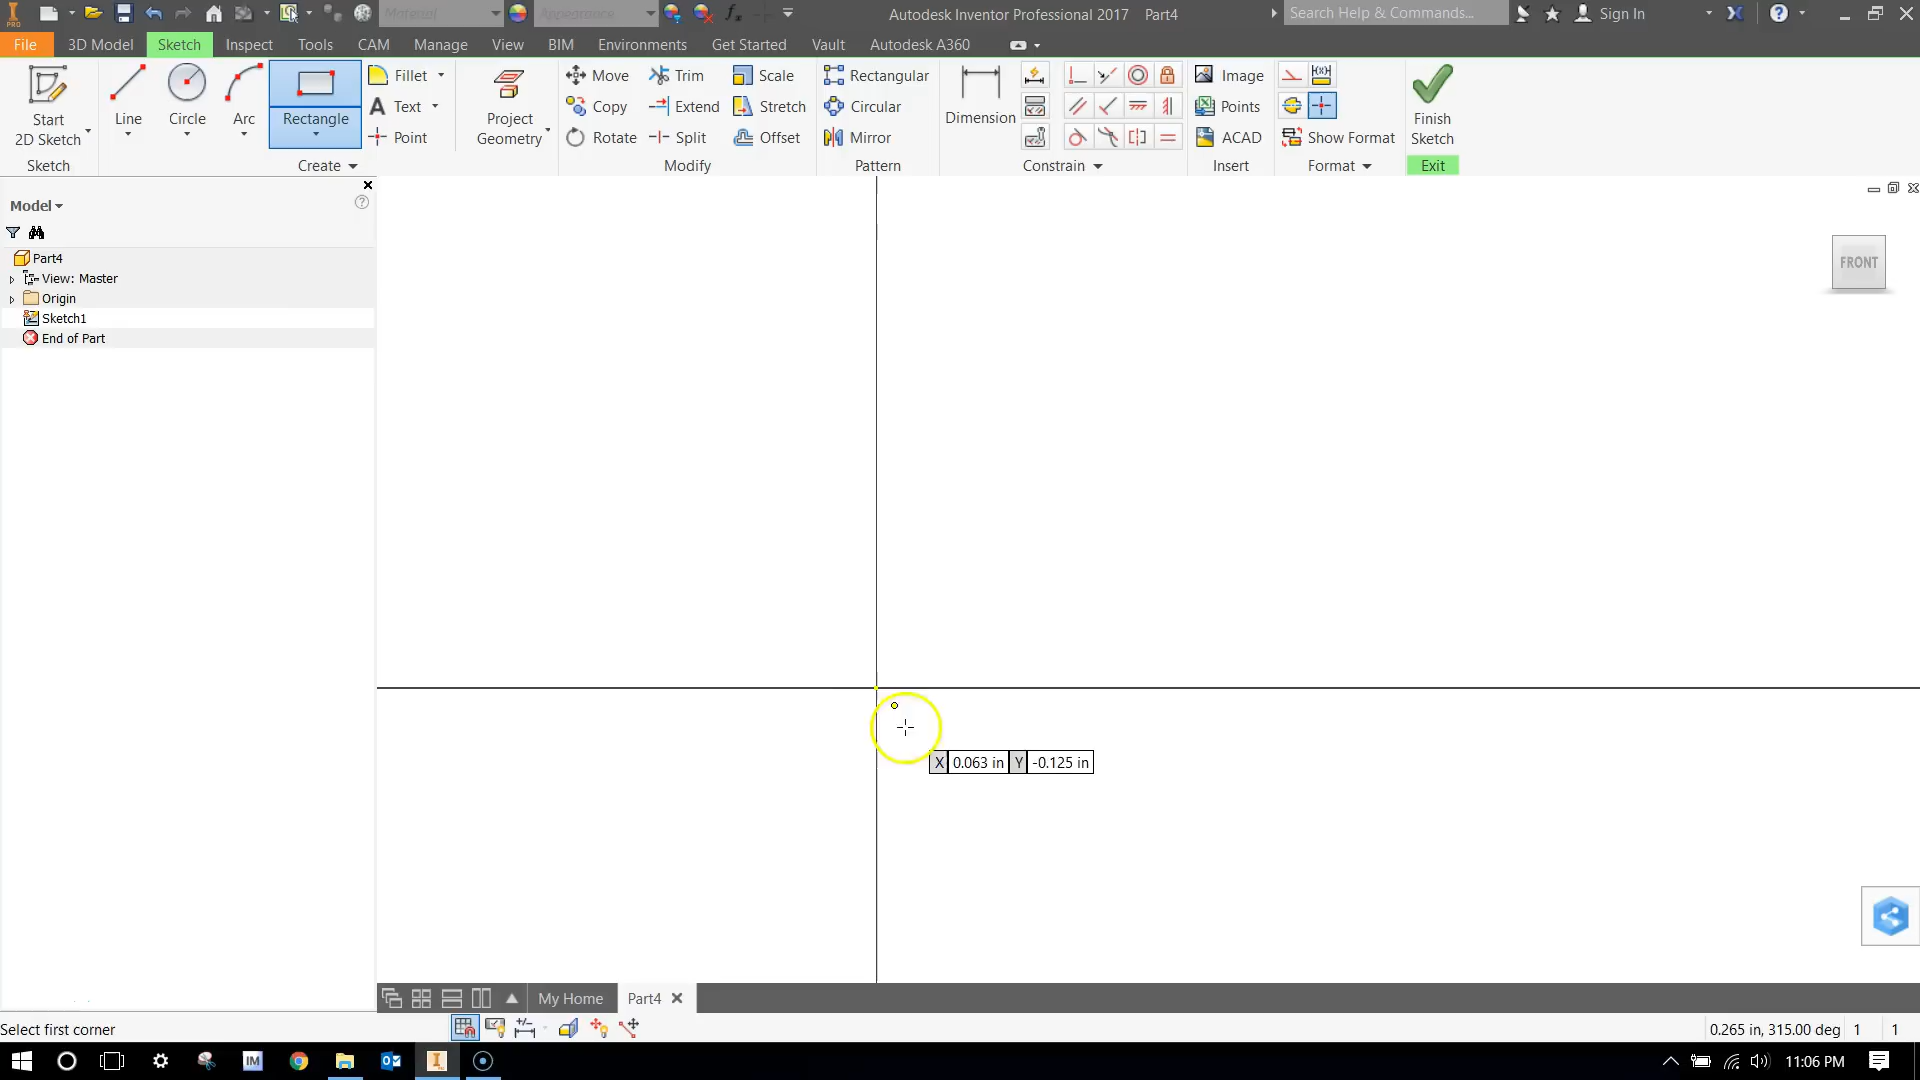 PRO
Material
Appearance
fx
Autodesk Inventor Professional 2017 Part4
Search Help & Commands...
Sign In
File
3D Model
Sketch
Inspect
Tools
CAM
Manage
View
BIM
Environments
Get Started
Vault
Autodesk A360
Start
2D Sketch
Line
Circle
Arc
Rectangle
Fillet
Text
Point
Project
Geometry
Move
Copy
Rotate
Trim
Extend
Split
Scale
Stretch
Offset
Rectangular
Circular
Mirror
Dimension
Image
Points
ACAD
Show Format
Finish
Sketch
Sketch
Create
Modify
Pattern
Constrain
Insert
Format
Exit
Model
Part4
View: Master
Origin
Sketch1
End of Part
FRONT
X 0.063 in Y -0.125 in
My Home
Part4
Select first corner
0.265 in, 315.00 deg 1 1
IM
11:06 PM